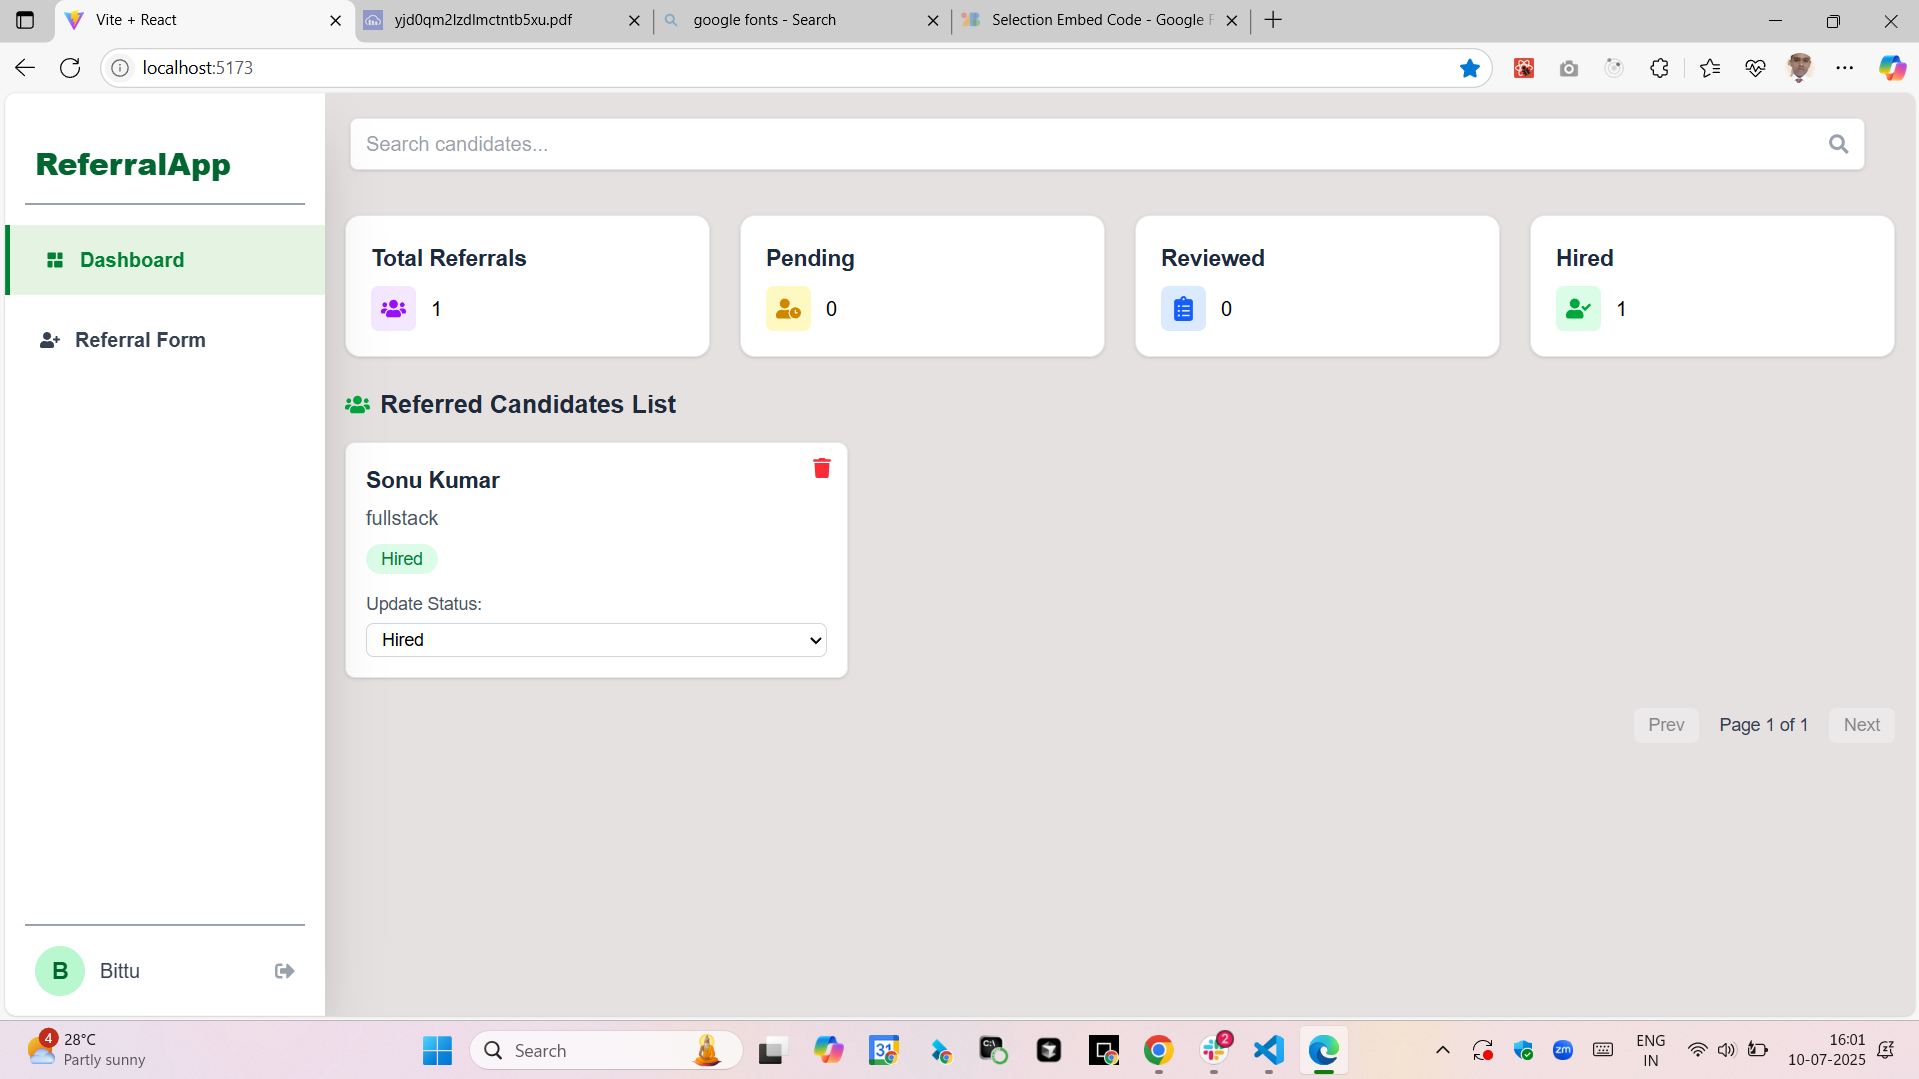 Vite + React
yjd0qm2lzdlmctntb5xu.pdf
google fonts - Search
Selection Embed Code - Google F
localhost:5173
ReferralApp
Dashboard
Referral Form
Bittu
B
Search candidates...
Total Referrals
1
Pending
0
Reviewed
0
Hired
1
Referred Candidates List
Sonu Kumar
fullstack
Hired
Update Status:
Hired
Prev
Page 1 of 1
Next
4
28°C
Partly sunny
Search
31
C:\
2
zm
ENG
IN
16:01
10-07-2025